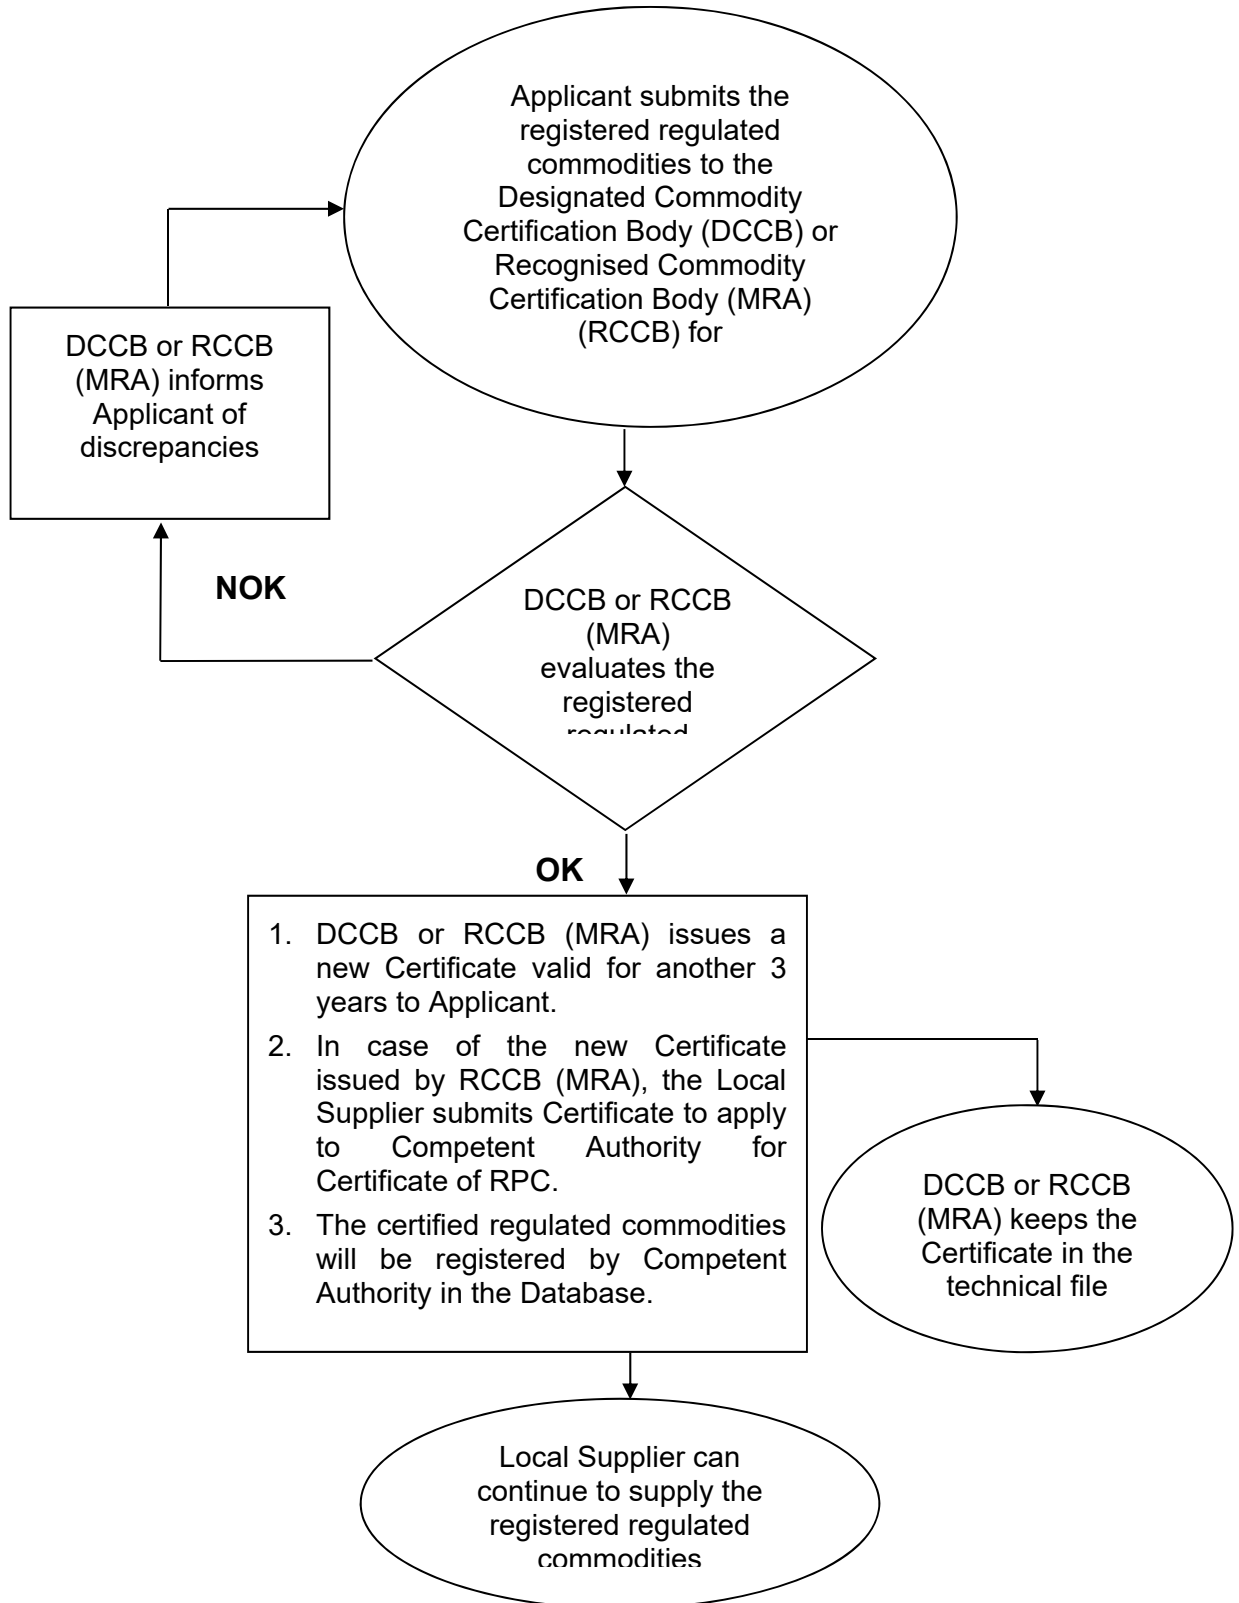 Applicant submits the
registered regulated
commodities to the
Designated Commodity
Certification Body (DCCB) or
Recognised Commodity
Certification Body (MRA)
(RCCB) for
DCCB or RCCB
(MRA) informs
Applicant of
discrepancies
NOK
DCCB or RCCB
(MRA)
evaluates the
registered
regulated
OK
1. DCCB or RCCB (MRA) issues a
new Certificate valid for another 3
years to Applicant.
2. In case of the new Certificate
issued by RCCB (MRA), the Local
Supplier submits Certificate to apply
to Competent Authority for
Certificate of RPC.
3. The certified regulated commodities
will be registered by Competent
Authority in the Database.
DCCB or RCCB
(MRA) keeps the
Certificate in the
technical file
Local Supplier can
continue to supply the
registered regulated
commodities